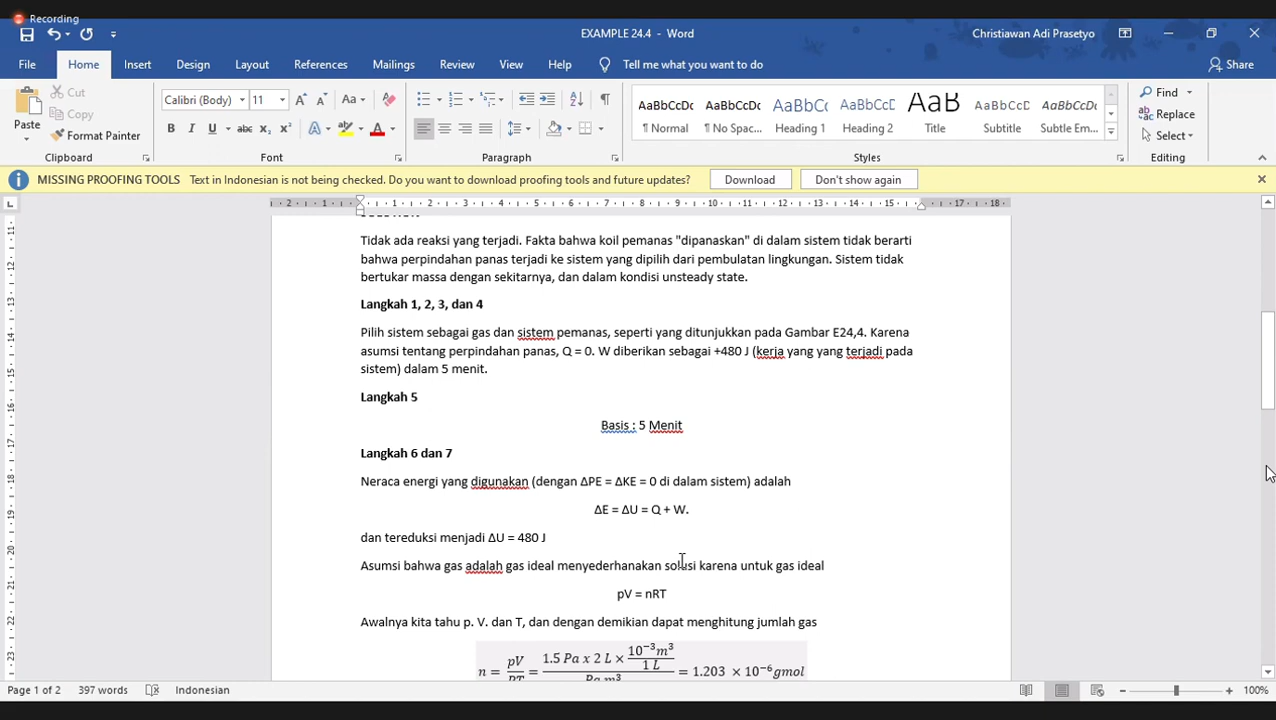 Recording
EXAMPLE 24.4 - Word
Christiawan Adi Prasetyo
File Home Insert Design Layout References Mailings Review View Help Tell me what you want to do Share
Paste
Cut
Copy
Format Painter
Clipboard
Calibri (Body) 11
Font
Paragraph
AaBbCcDc AaBbCcDc AaBbC AaBbCcD AaB AaBbCcD AaBbCcDc
¶ Normal ¶ No Spac... Heading 1 Heading 2 Title Subtitle Subtle Em...
Styles
Find
Replace
Select
Editing
MISSING PROOFING TOOLS Text in Indonesian is not being checked. Do you want to download proofing tools and future updates? Download Don't show again
Tidak ada reaksi yang terjadi. Fakta bahwa koil pemanas "dipanaskan" di dalam sistem tidak berarti
bahwa perpindahan panas terjadi ke sistem yang dipilih dari pembulatan lingkungan. Sistem tidak
bertukar massa dengan sekitarnya, dan dalam kondisi unsteady state.
Langkah 1, 2, 3, dan 4
Pilih sistem sebagai gas dan sistem pemanas, seperti yang ditunjukkan pada Gambar E24,4. Karena
asumsi tentang perpindahan panas, Q = 0. W diberikan sebagai +480 J (kerja yang yang terjadi pada
sistem) dalam 5 menit.
Langkah 5
Basis : 5 Menit
Langkah 6 dan 7
Neraca energi yang digunakan (dengan ΔPE = ΔKE = 0 di dalam sistem) adalah
ΔE = ΔU = Q + W.
dan tereduksi menjadi ΔU = 480 J
Asumsi bahwa gas adalah gas ideal menyederhanakan solusi karena untuk gas ideal
pV = nRT
Awalnya kita tahu p. V. dan T, dan dengan demikian dapat menghitung jumlah gas
n = pV/RT = 1.5 Pa x 2 L × 10⁻³m³/1 L / Pa m³ = 1.203 × 10⁻⁶gmol
Page 1 of 2 397 words Indonesian 100%